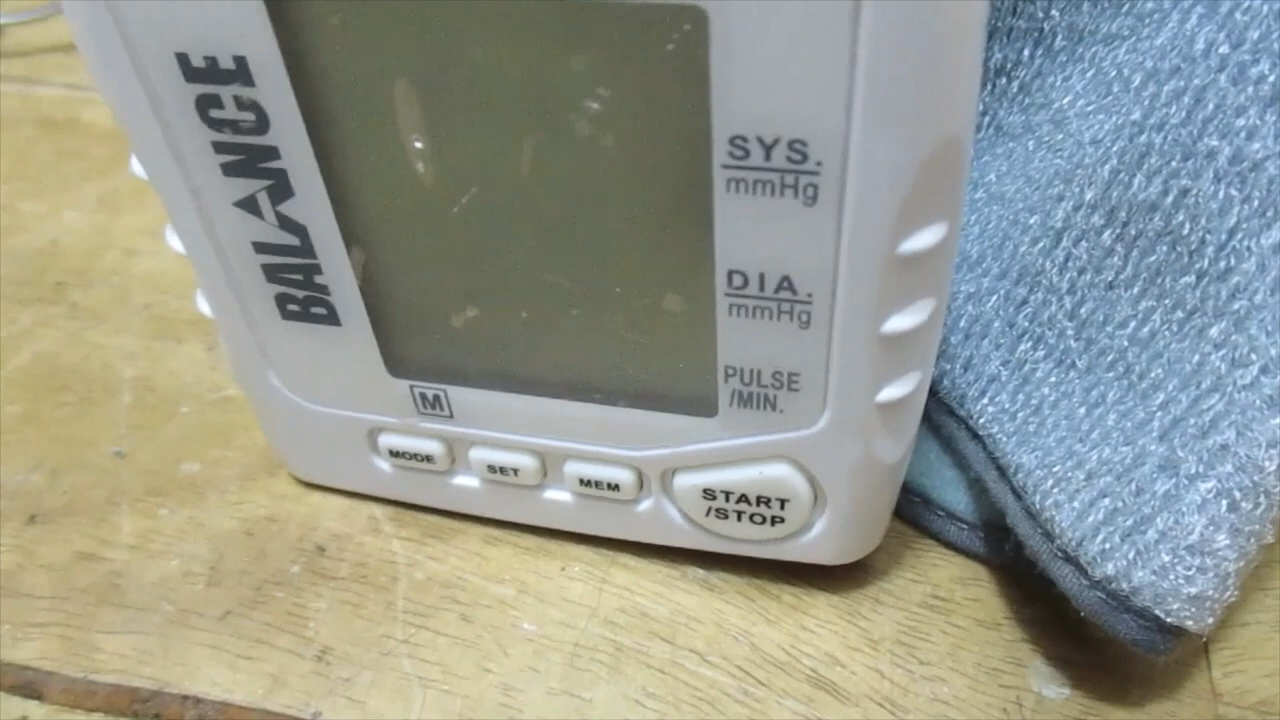 BALANCE
SYS.
mmHg
DIA.
mmHg
PULSE
/MIN.
M
MODE
SET
MEM
START
/STOP